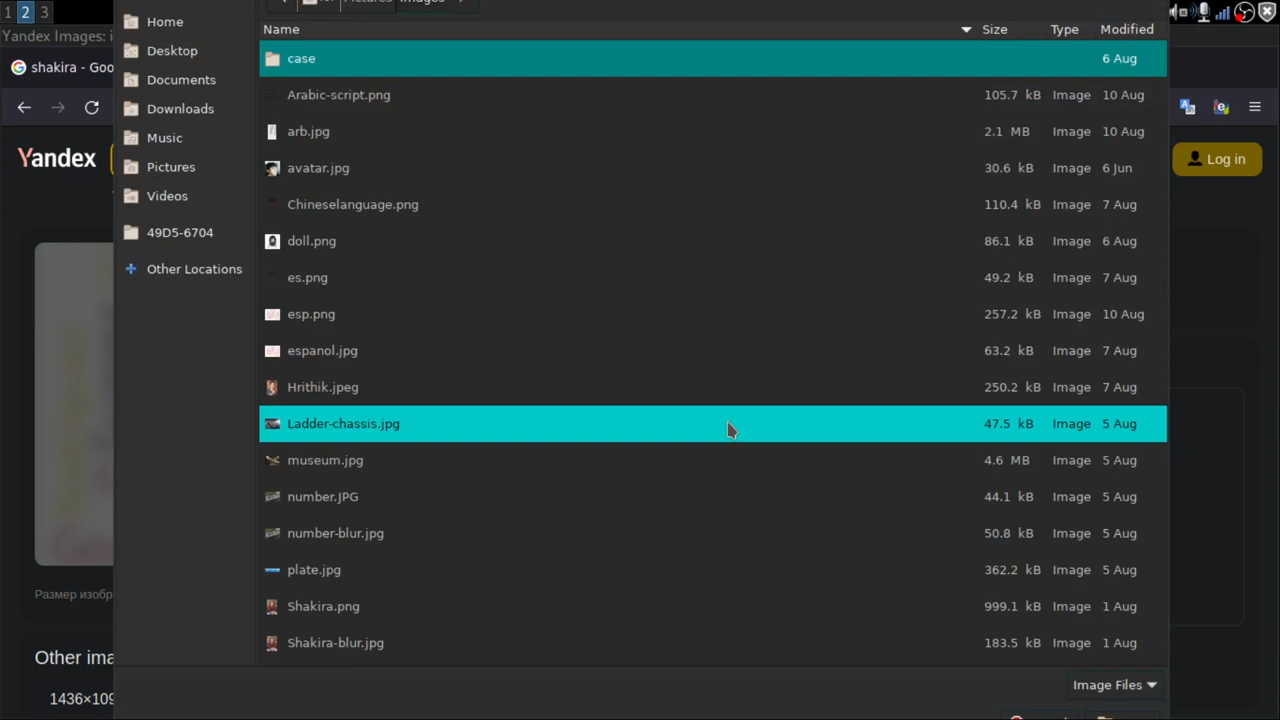 1 2 3
Pictures Images
Yandex Images: i
shakira - Goo
Yandex
Log in
Home
Desktop
Documents
Downloads
Music
Pictures
Videos
49D5-6704
Other Locations
Name Size Type Modified
case 6 Aug
Arabic-script.png 105.7 kB Image 10 Aug
arb.jpg 2.1 MB Image 10 Aug
avatar.jpg 30.6 kB Image 6 Jun
Chineselanguage.png 110.4 kB Image 7 Aug
doll.png 86.1 kB Image 6 Aug
es.png 49.2 kB Image 7 Aug
esp.png 257.2 kB Image 10 Aug
espanol.jpg 63.2 kB Image 7 Aug
Hrithik.jpeg 250.2 kB Image 7 Aug
Ladder-chassis.jpg 47.5 kB Image 5 Aug
museum.jpg 4.6 MB Image 5 Aug
number.JPG 44.1 kB Image 5 Aug
number-blur.jpg 50.8 kB Image 5 Aug
plate.jpg 362.2 kB Image 5 Aug
Shakira.png 999.1 kB Image 1 Aug
Shakira-blur.jpg 183.5 kB Image 1 Aug
Размер изобр
Other ima
1436×109
Image Files